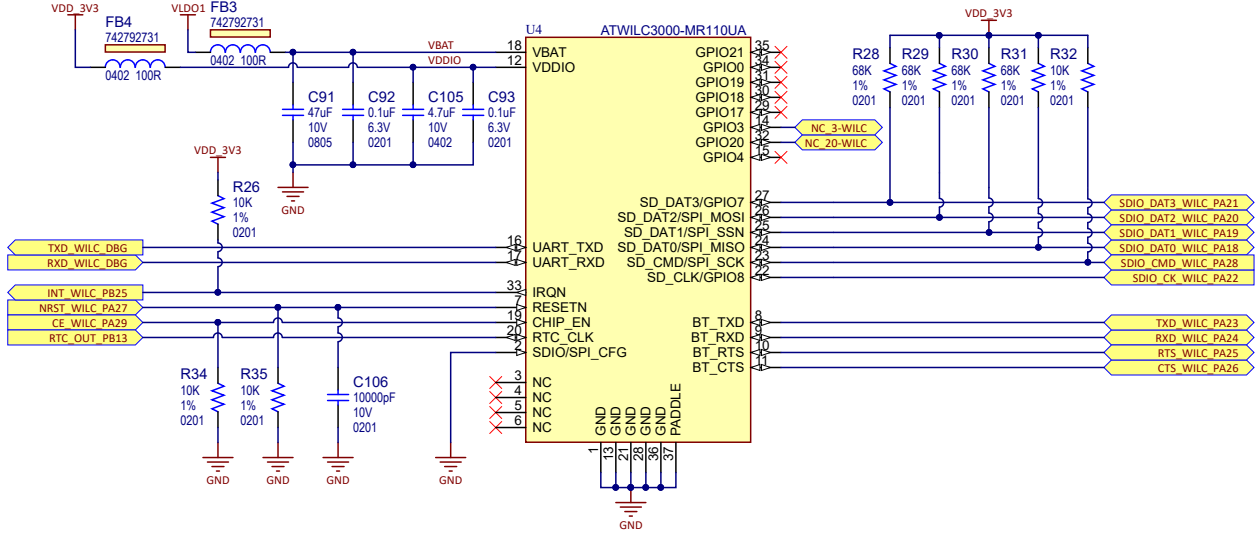 VDD_3V3
FB4
742792731
0402 100R
VLDO1
FB3
742792731
0402 100R
VBAT
VDDIO
C91
47uF
10V
0805
C92
0.1uF
6.3V
0201
C105
4.7uF
10V
0402
C93
0.1uF
6.3V
0201
GND
VDD_3V3
R26
10K
1%
0201
TXD_WILC_DBG
RXD_WILC_DBG
INT_WILC_PB25
NRST_WILC_PA27
CE_WILC_PA29
RTC_OUT_PB13
R34
10K
1%
0201
GND
R35
10K
1%
0201
GND
C106
10000pF
10V
0201
GND
GND
U4
ATWILC3000-MR110UA
18 VBAT
12 VDDIO
16 UART_TXD
17 UART_RXD
33 IRQN
7 RESETN
19 CHIP_EN
20 RTC_CLK
2 SDIO/SPI_CFG
3 NC
4 NC
5 NC
6 NC
GPIO21 35
GPIO0 34
GPIO19 31
GPIO18 30
GPIO17 29
GPIO3 14
GPIO20 32
GPIO4 15
SD_DAT3/GPIO7 27
SD_DAT2/SPI_MOSI 26
SD_DAT1/SPI_SSN 25
SD_DAT0/SPI_MISO 24
SD_CMD/SPI_SCK 23
SD_CLK/GPIO8 22
BT_TXD 8
BT_RXD 9
BT_RTS 10
BT_CTS 11
GND 1
GND 13
GND 21
GND 28
GND 36
PADDLE 37
GND
NC_3-WILC
NC_20-WILC
VDD_3V3
R28
68K
1%
0201
R29
68K
1%
0201
R30
68K
1%
0201
R31
68K
1%
0201
R32
10K
1%
0201
SDIO_DAT3_WILC_PA21
SDIO_DAT2_WILC_PA20
SDIO_DAT1_WILC_PA19
SDIO_DAT0_WILC_PA18
SDIO_CMD_WILC_PA28
SDIO_CK_WILC_PA22
TXD_WILC_PA23
RXD_WILC_PA24
RTS_WILC_PA25
CTS_WILC_PA26